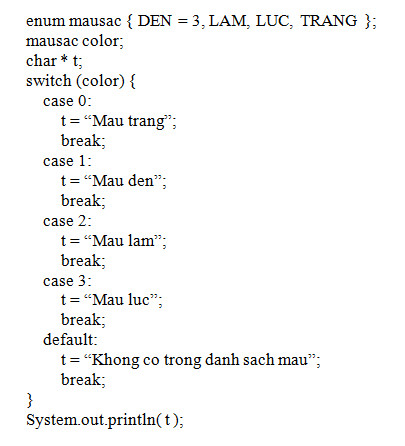 enum mausac { DEN = 3, LAM, LUC, TRANG };
mausac color;
char * t;
switch (color) {
case 0:
t = “Mau trang”;
break;
case 1:
t = “Mau den”;
break;
case 2:
t = “Mau lam”;
break;
case 3:
t = “Mau luc”;
break;
default:
t = “Khong co trong danh sach mau”;
break;
}
System.out.println( t );